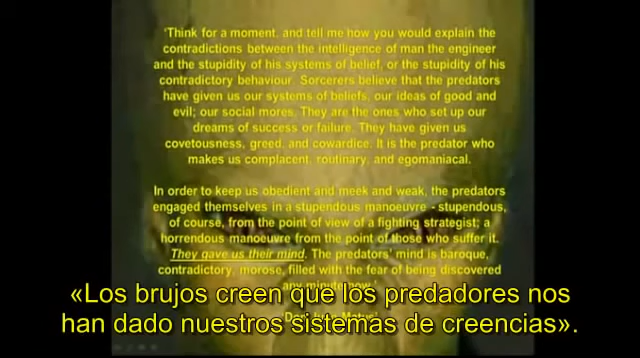 'Think for a moment, and tell me how you would explain the
contradictions between the intelligence of man the engineer
and the stupidity of his systems of belief, or the stupidity of his
contradictory behaviour. Sorcerers believe that the predators
have given us our systems of beliefs, our ideas of good and
evil; our social mores. They are the ones who set up our
dreams of success or failure. They have given us
covetousness, greed, and cowardice. It is the predator who
makes us complacent, routinary, and egomaniacal.
In order to keep us obedient and meek and weak, the predators
engaged themselves in a stupendous manoeuvre - stupendous,
of course, from the point of view of a fighting strategist; a
horrendous manoeuvre from the point of those who suffer it.
They gave us their mind. The predators' mind is baroque,
contradictory, morose, filled with the fear of being discovered
any minute now.'
«Los brujos creen que los predadores nos
han dado nuestros sistemas de creencias».